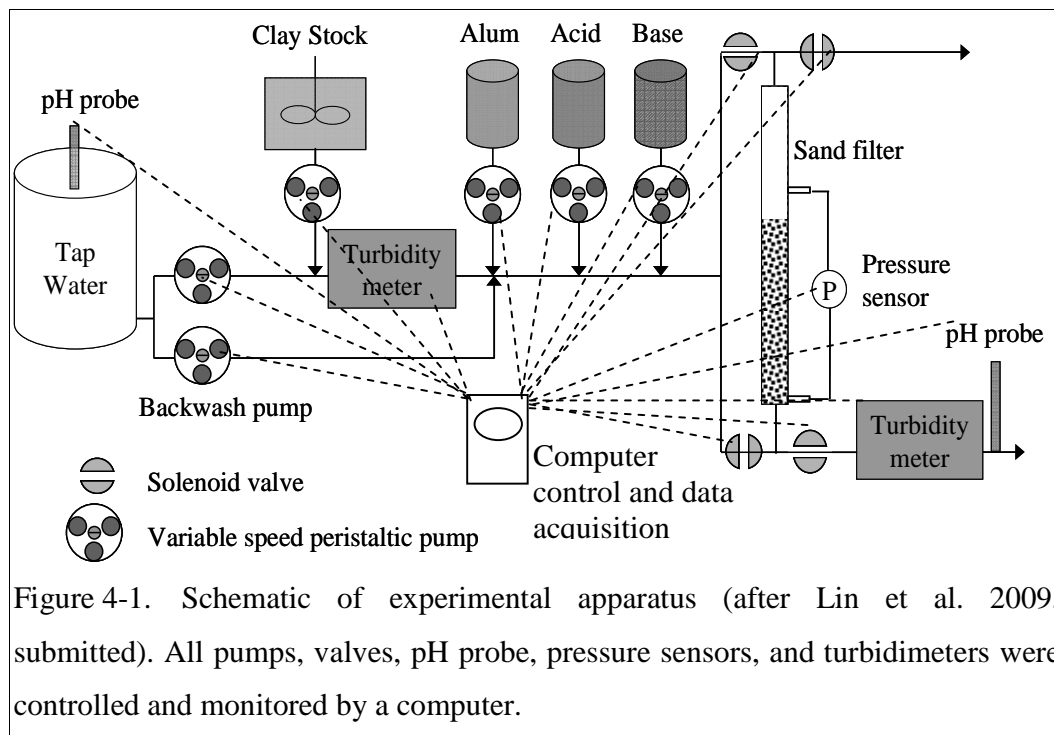 Clay Stock
Alum
Acid
Base
pH probe
Sand filter
Tap
Water
Turbidity
meter
Pressure
sensor
P
pH probe
Backwash pump
Turbidity
meter
Computer
control and data
acquisition
Solenoid valve
Variable speed peristaltic pump
Figure 4-1. Schematic of experimental apparatus (after Lin et al. 2009,
submitted). All pumps, valves, pH probe, pressure sensors, and turbidimeters were
controlled and monitored by a computer.